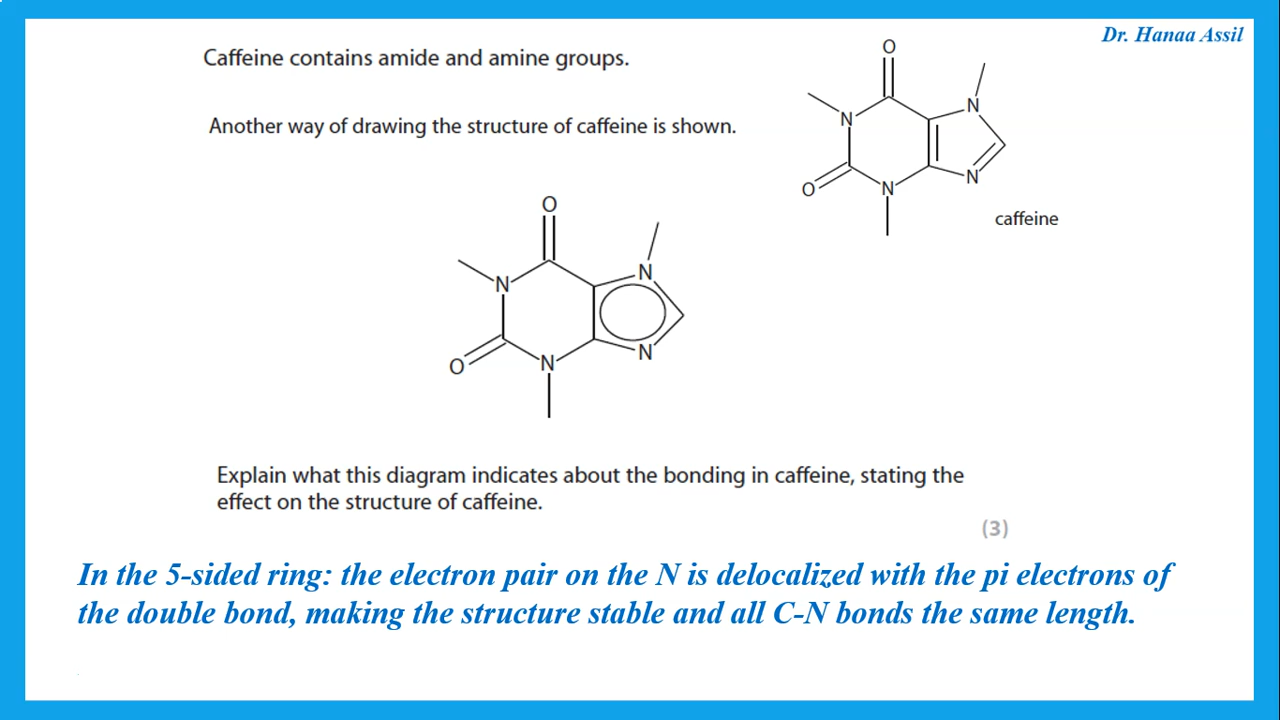 Dr. Hanaa Assil
Caffeine contains amide and amine groups.
Another way of drawing the structure of caffeine is shown.
O
N
N
O
N
N
caffeine
O
N
N
O
N
N
Explain what this diagram indicates about the bonding in caffeine, stating the
effect on the structure of caffeine.
(3)
In the 5-sided ring: the electron pair on the N is delocalized with the pi electrons of
the double bond, making the structure stable and all C-N bonds the same length.